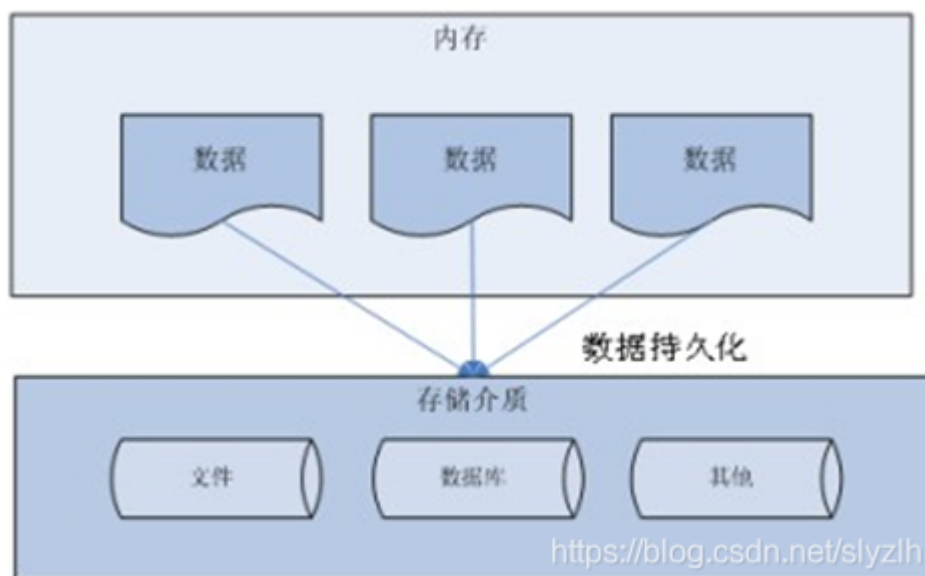 内存
数据 数据 数据
数据持久化
存储介质
文件 数据库 其他
https://blog.csdn.net/slyzlh